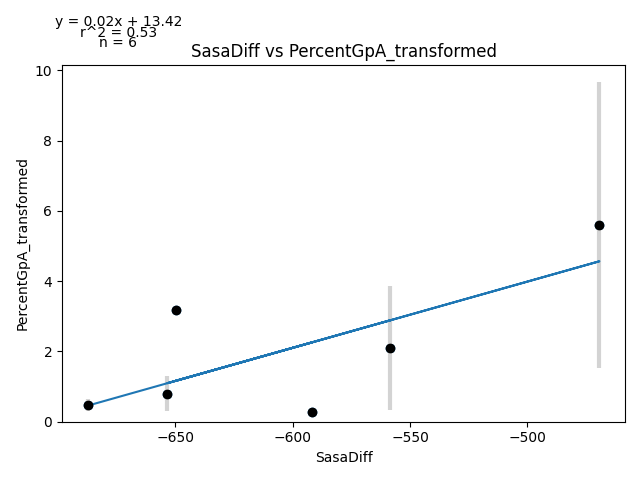 y = 0.02x + 13.42
r^2 = 0.53
n = 6
SasaDiff vs PercentGpA_transformed
PercentGpA_transformed
10
8
6
4
2
0
−650
−600
−550
−500
SasaDiff